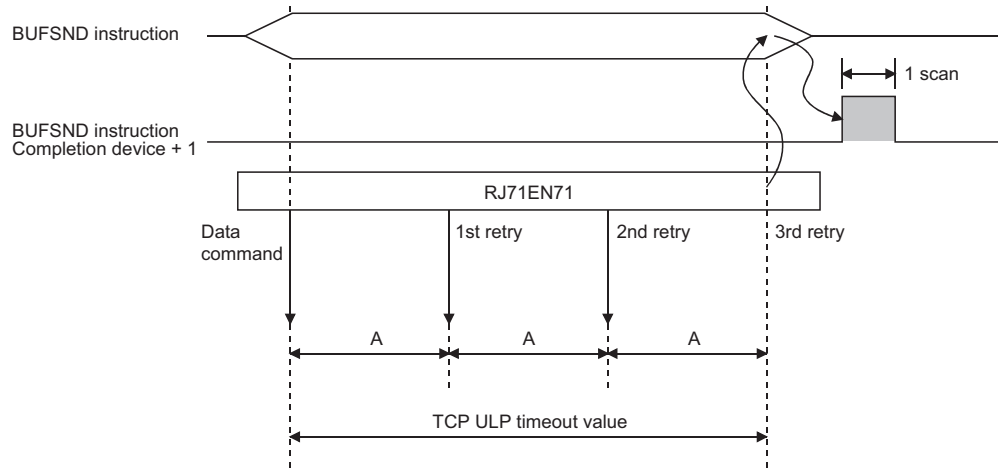 BUFSND instruction
1 scan
BUFSND instruction
Completion device + 1
RJ71EN71
Data
command
1st retry
2nd retry
3rd retry
A
A
A
TCP ULP timeout value